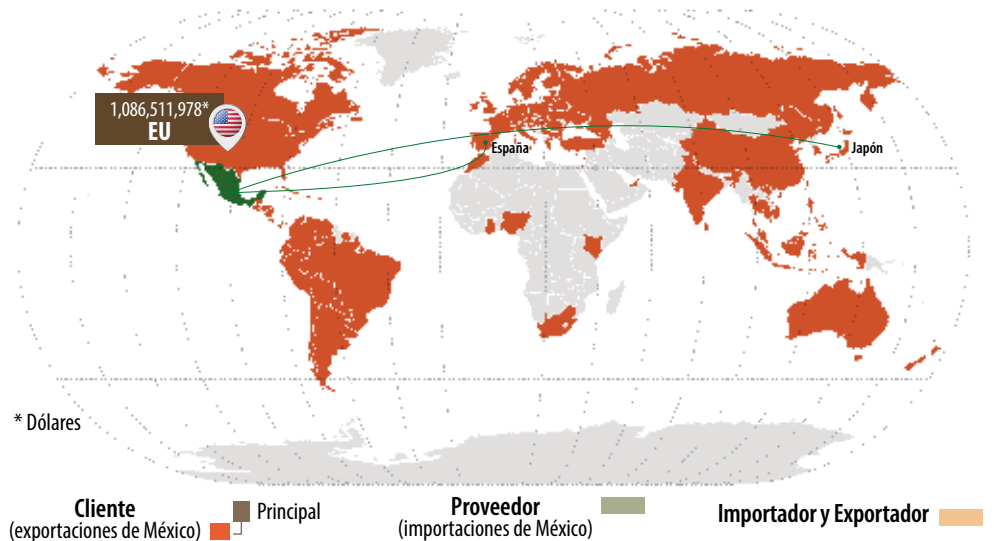 1,086,511,978*
EU
España
Japón
* Dólares
Cliente
(exportaciones de México)
Principal
Proveedor
(importaciones de México)
Importador y Exportador